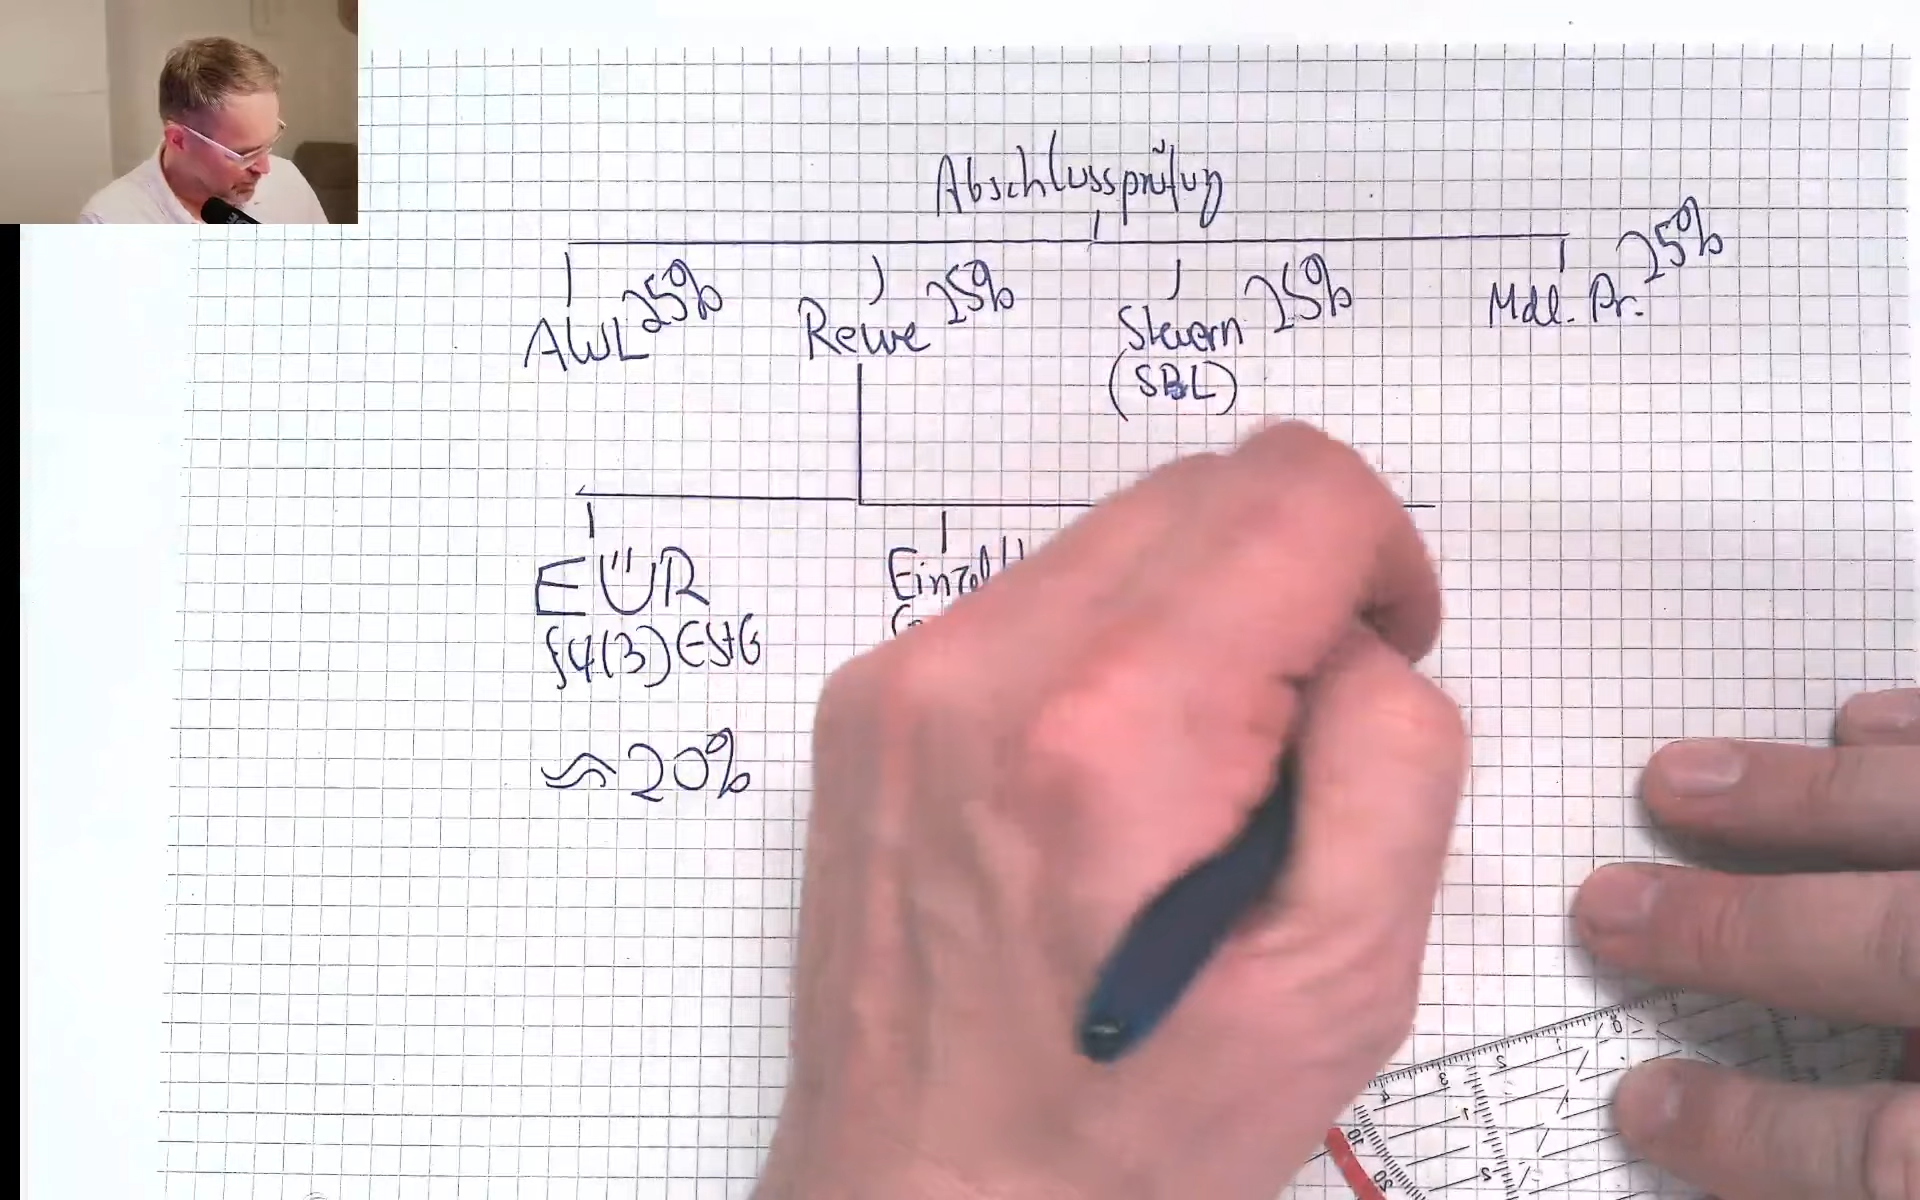 Abschlussprüfung
AWL 25%
Rewe 25%
Steuern 25%
(SBL)
Mdl. Pr. 25%
EÜR
§4(3) EStG
≈ 20%